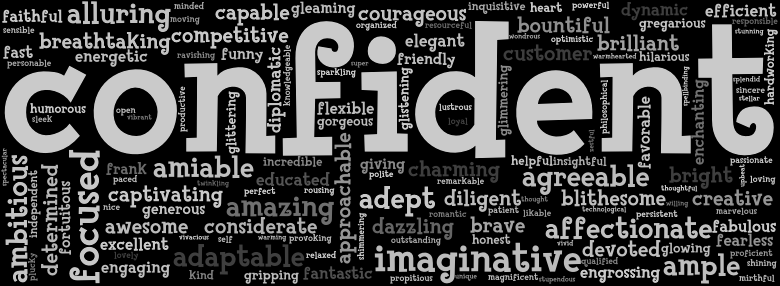 faithful
alluring
minded
moving
capable
gleaming
courageous
inquisitive
heart
powerful
dynamic
efficient
sensible
organized
resourceful
gregarious
responsible
stunning
breathtaking
competitive
elegant
wondrous
bountiful
optimistic
brilliant
fast
personable
energetic
ravishing
funny
diplomatic
knowledgeable
super
sparkling
friendly
customer
warmhearted
hilarious
hardworking
confident
humorous
sleek
open
vibrant
productive
glittering
flexible
gorgeous
glistening
lustrous
loyal
glimmering
philosophical
restful
favorable
spellbinding
enchanting
splendid
sincere
stellar
spectacular
ambitious
plucky
independent
determined
fortuitous
focused
frank
paced
amiable
twinkling
incredible
educated
perfect
rousing
approachable
giving
polite
charming
remarkable
helpful
insightful
agreeable
bright
passionate
upbeat
loving
thoughtful
captivating
nice
generous
amazing
adept
diligent
thought
blithesome
willing
creative
marvelous
awesome
considerate
shimmering
romantic
patient
likable
technological
persistent
dazzling
brave
affectionate
fabulous
vivacious
self
warming
provoking
excellent
outstanding
honest
vivid
devoted
glowing
fearless
lovely
adaptable
relaxed
imaginative
qualified
proficient
engaging
kind
gripping
fantastic
propitious
unique
magnificent
stupendous
engrossing
ample
shining
mirthful